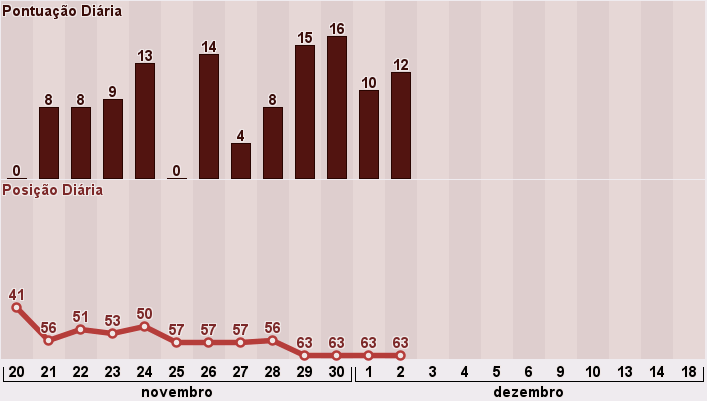 Pontuação Diária
0 8 8 9 13 0 14 4 8 15 16 10 12
Posição Diária
41 56 51 53 50 57 57 57 56 63 63 63 63
20 21 22 23 24 25 26 27 28 29 30 1 2 3 4 5 6 9 10 13 14 18
novembro dezembro